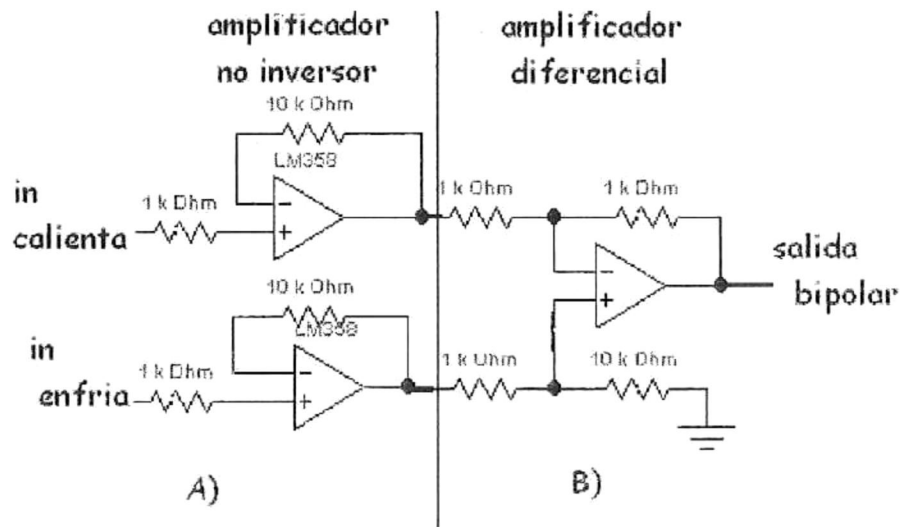 amplificador
no inversor
amplificador
diferencial
10 k Ohm
LM358
in
calienta
1 k Ohm
1 k Ohm
1 k Ohm
salida
bipolar
10 k Ohm
LM358
in
enfria
1 k Ohm
1 k Ohm
10 k Ohm
A)
B)